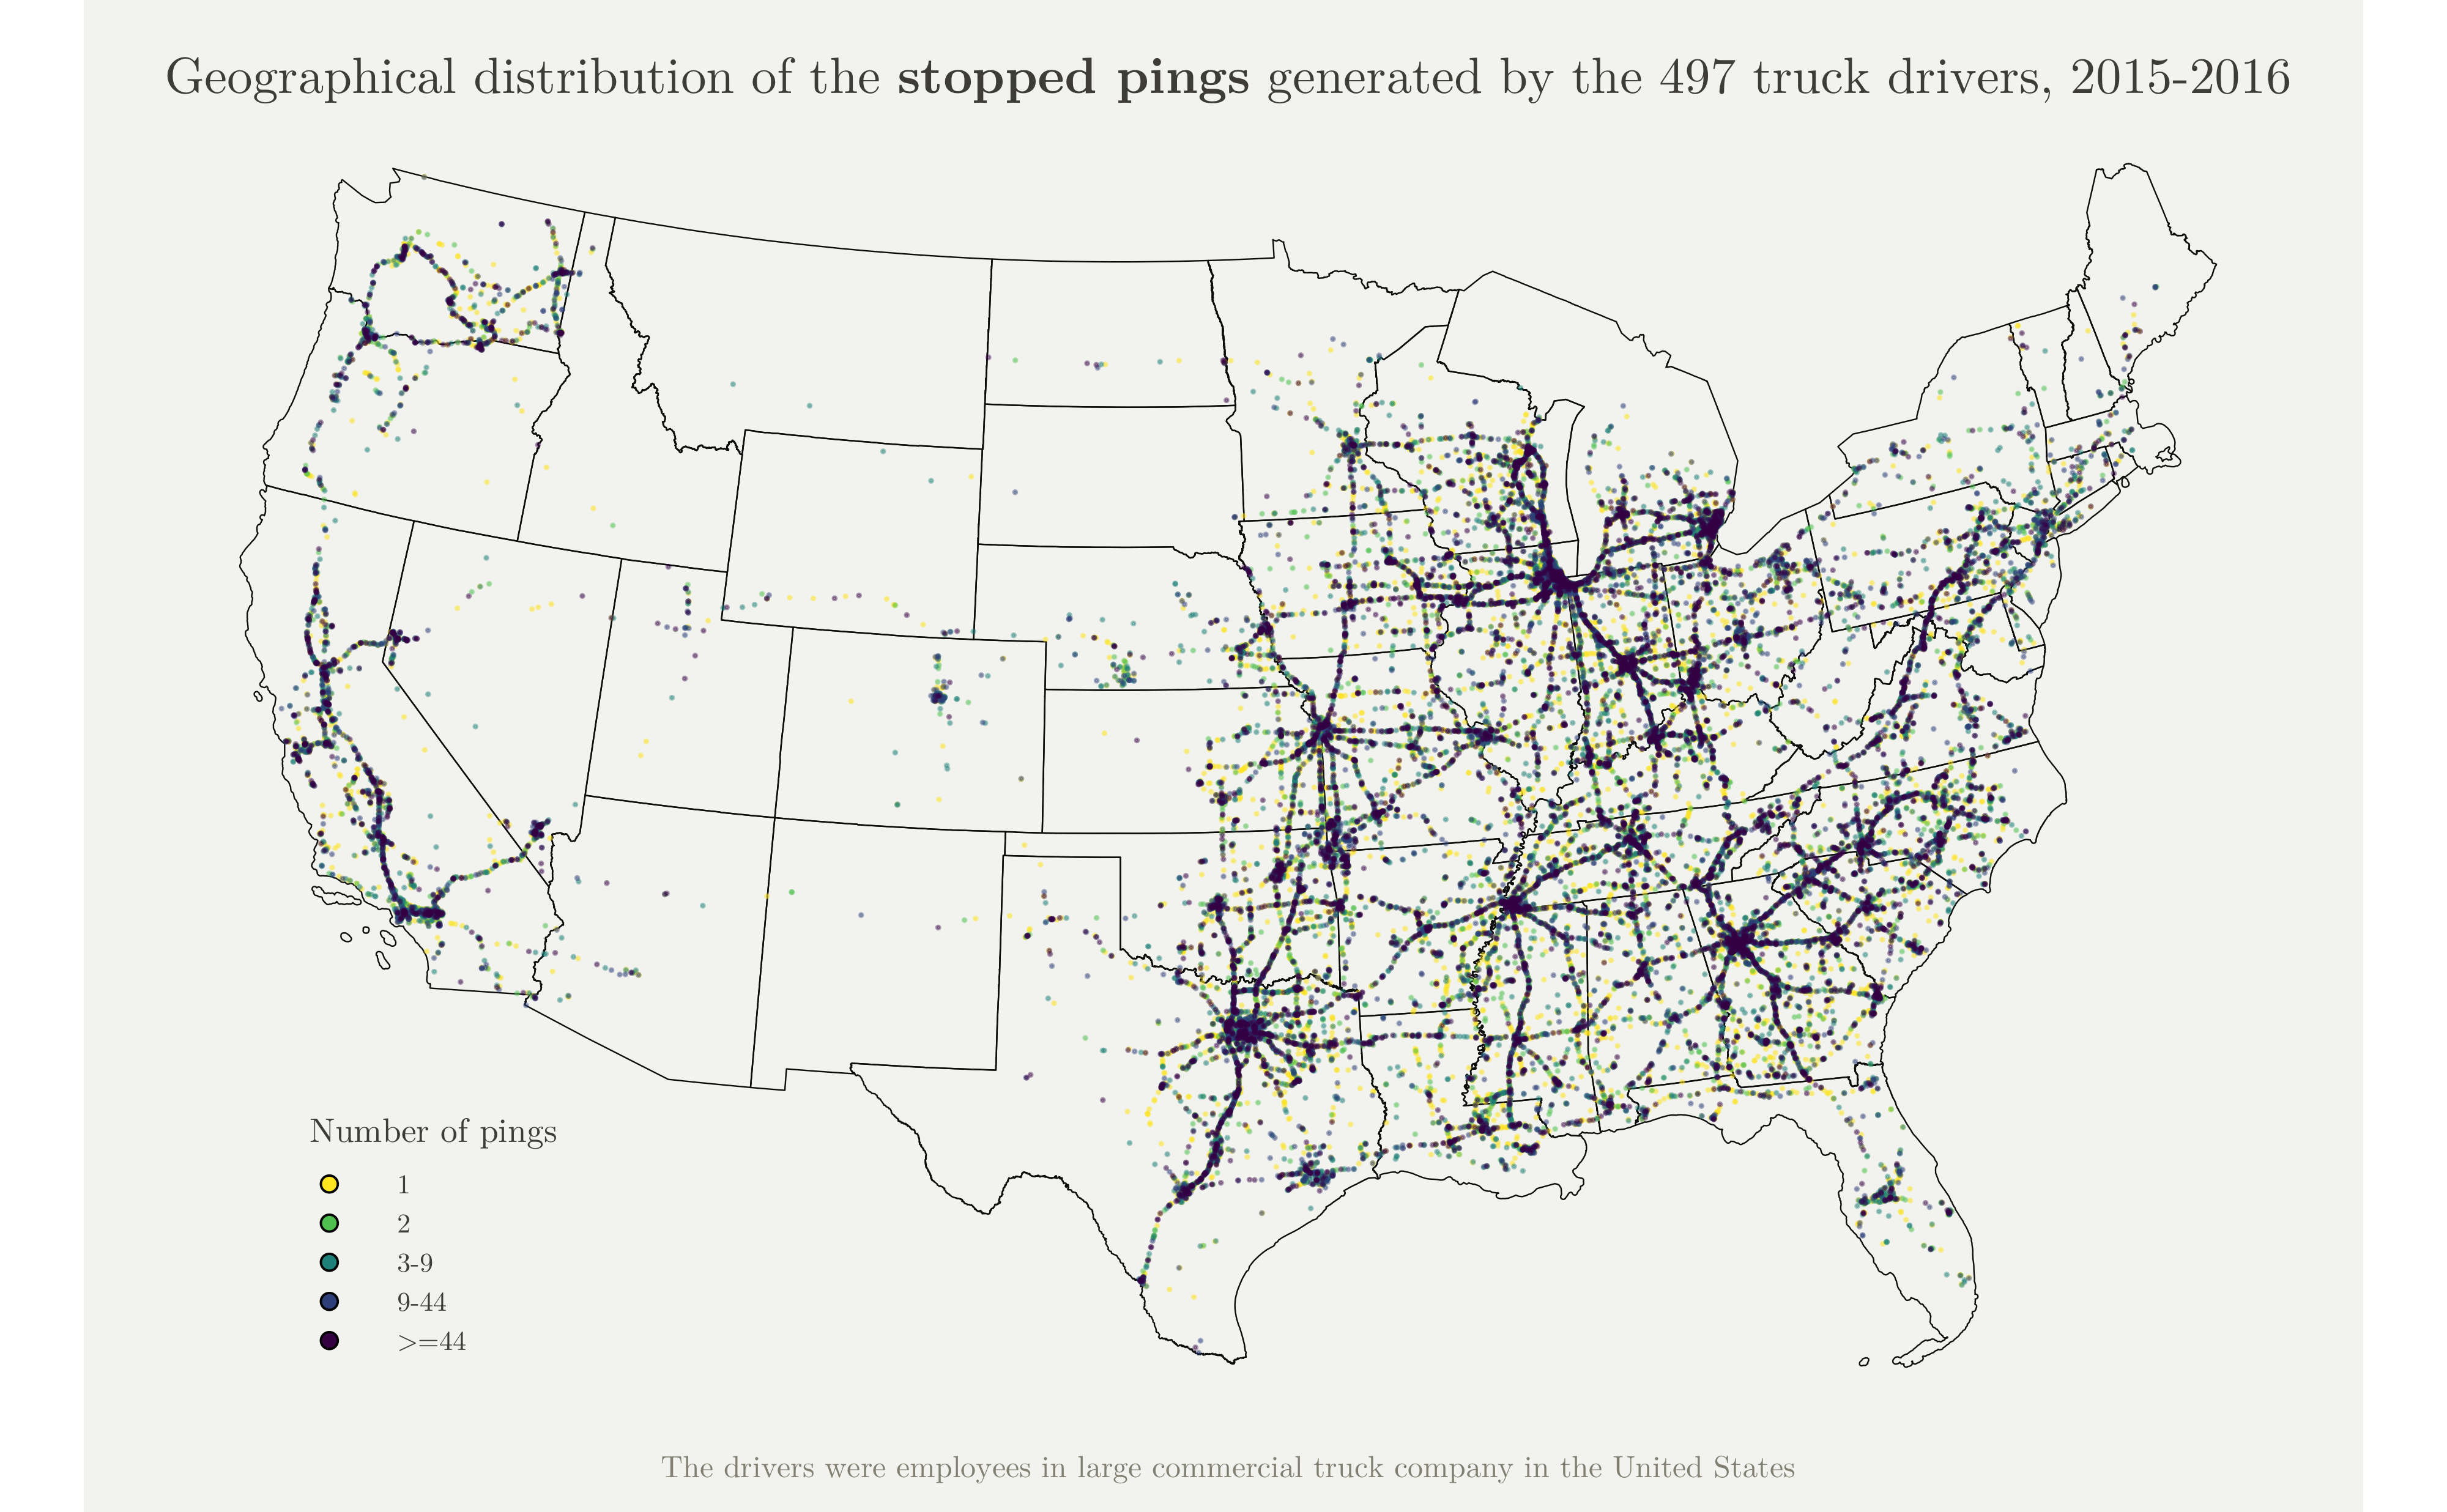 Geographical distribution of the stopped pings generated by the 497 truck drivers, 2015-2016
Number of pings
1
2
3-9
9-44
>=44
The drivers were employees in large commercial truck company in the United States